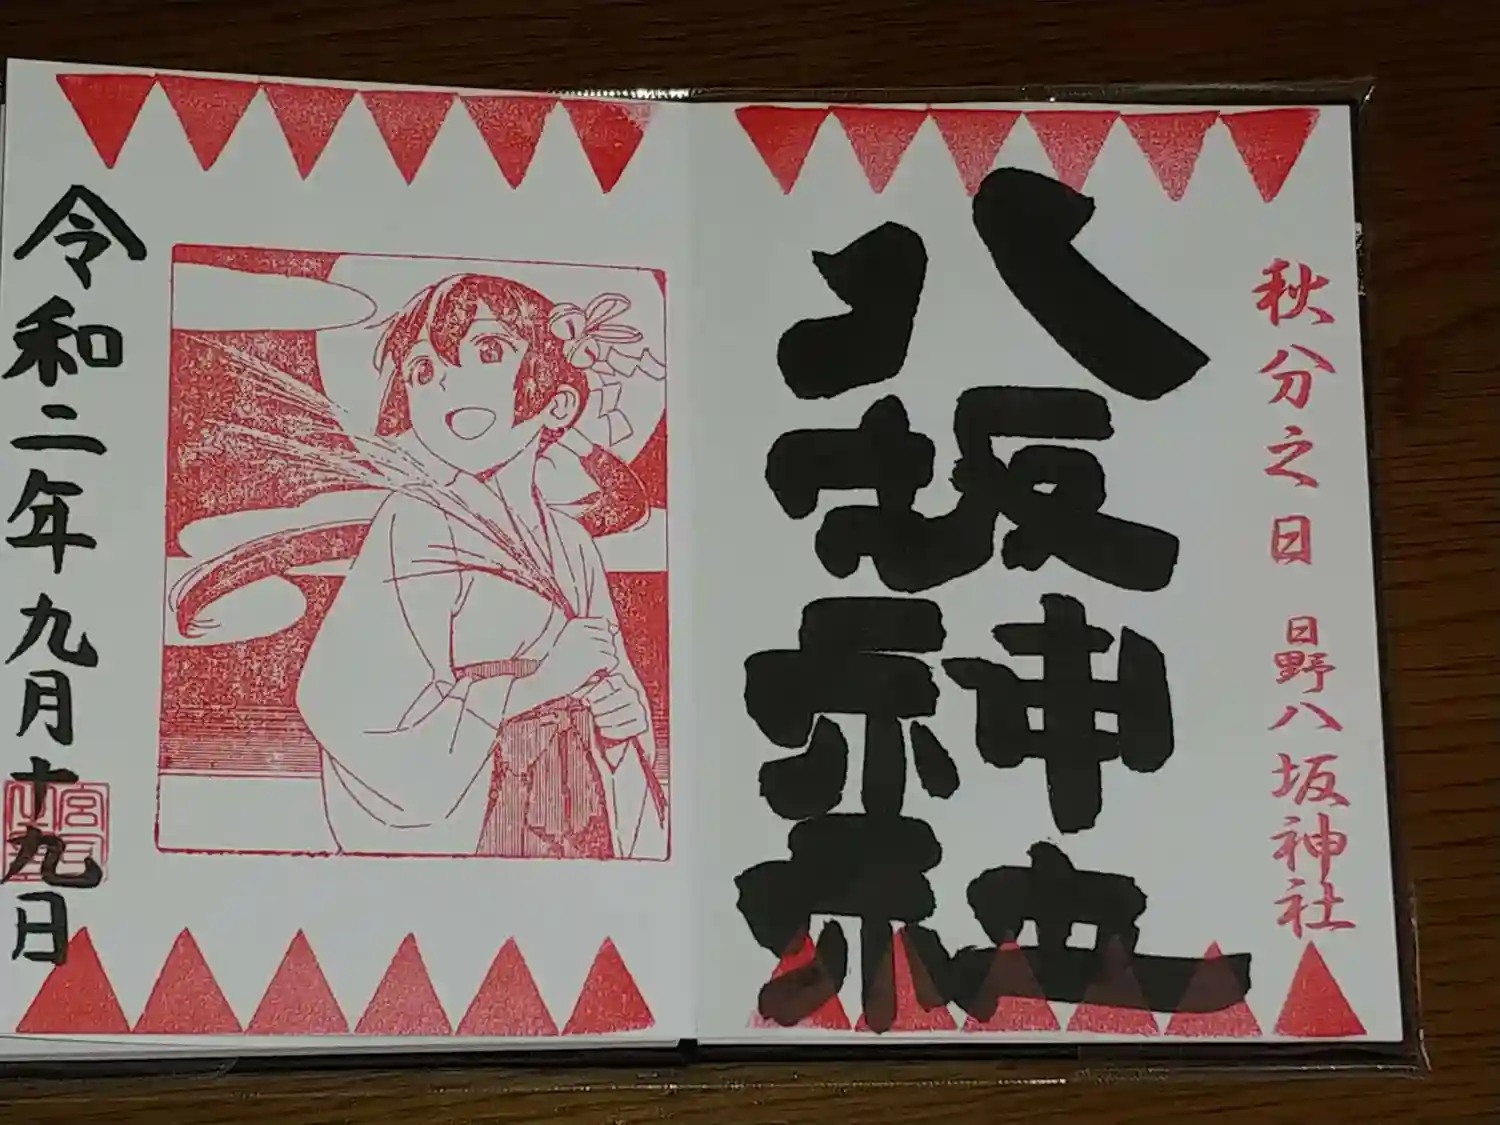 秋分之日 日野八坂神社
八坂神社
令和二年九月十九日